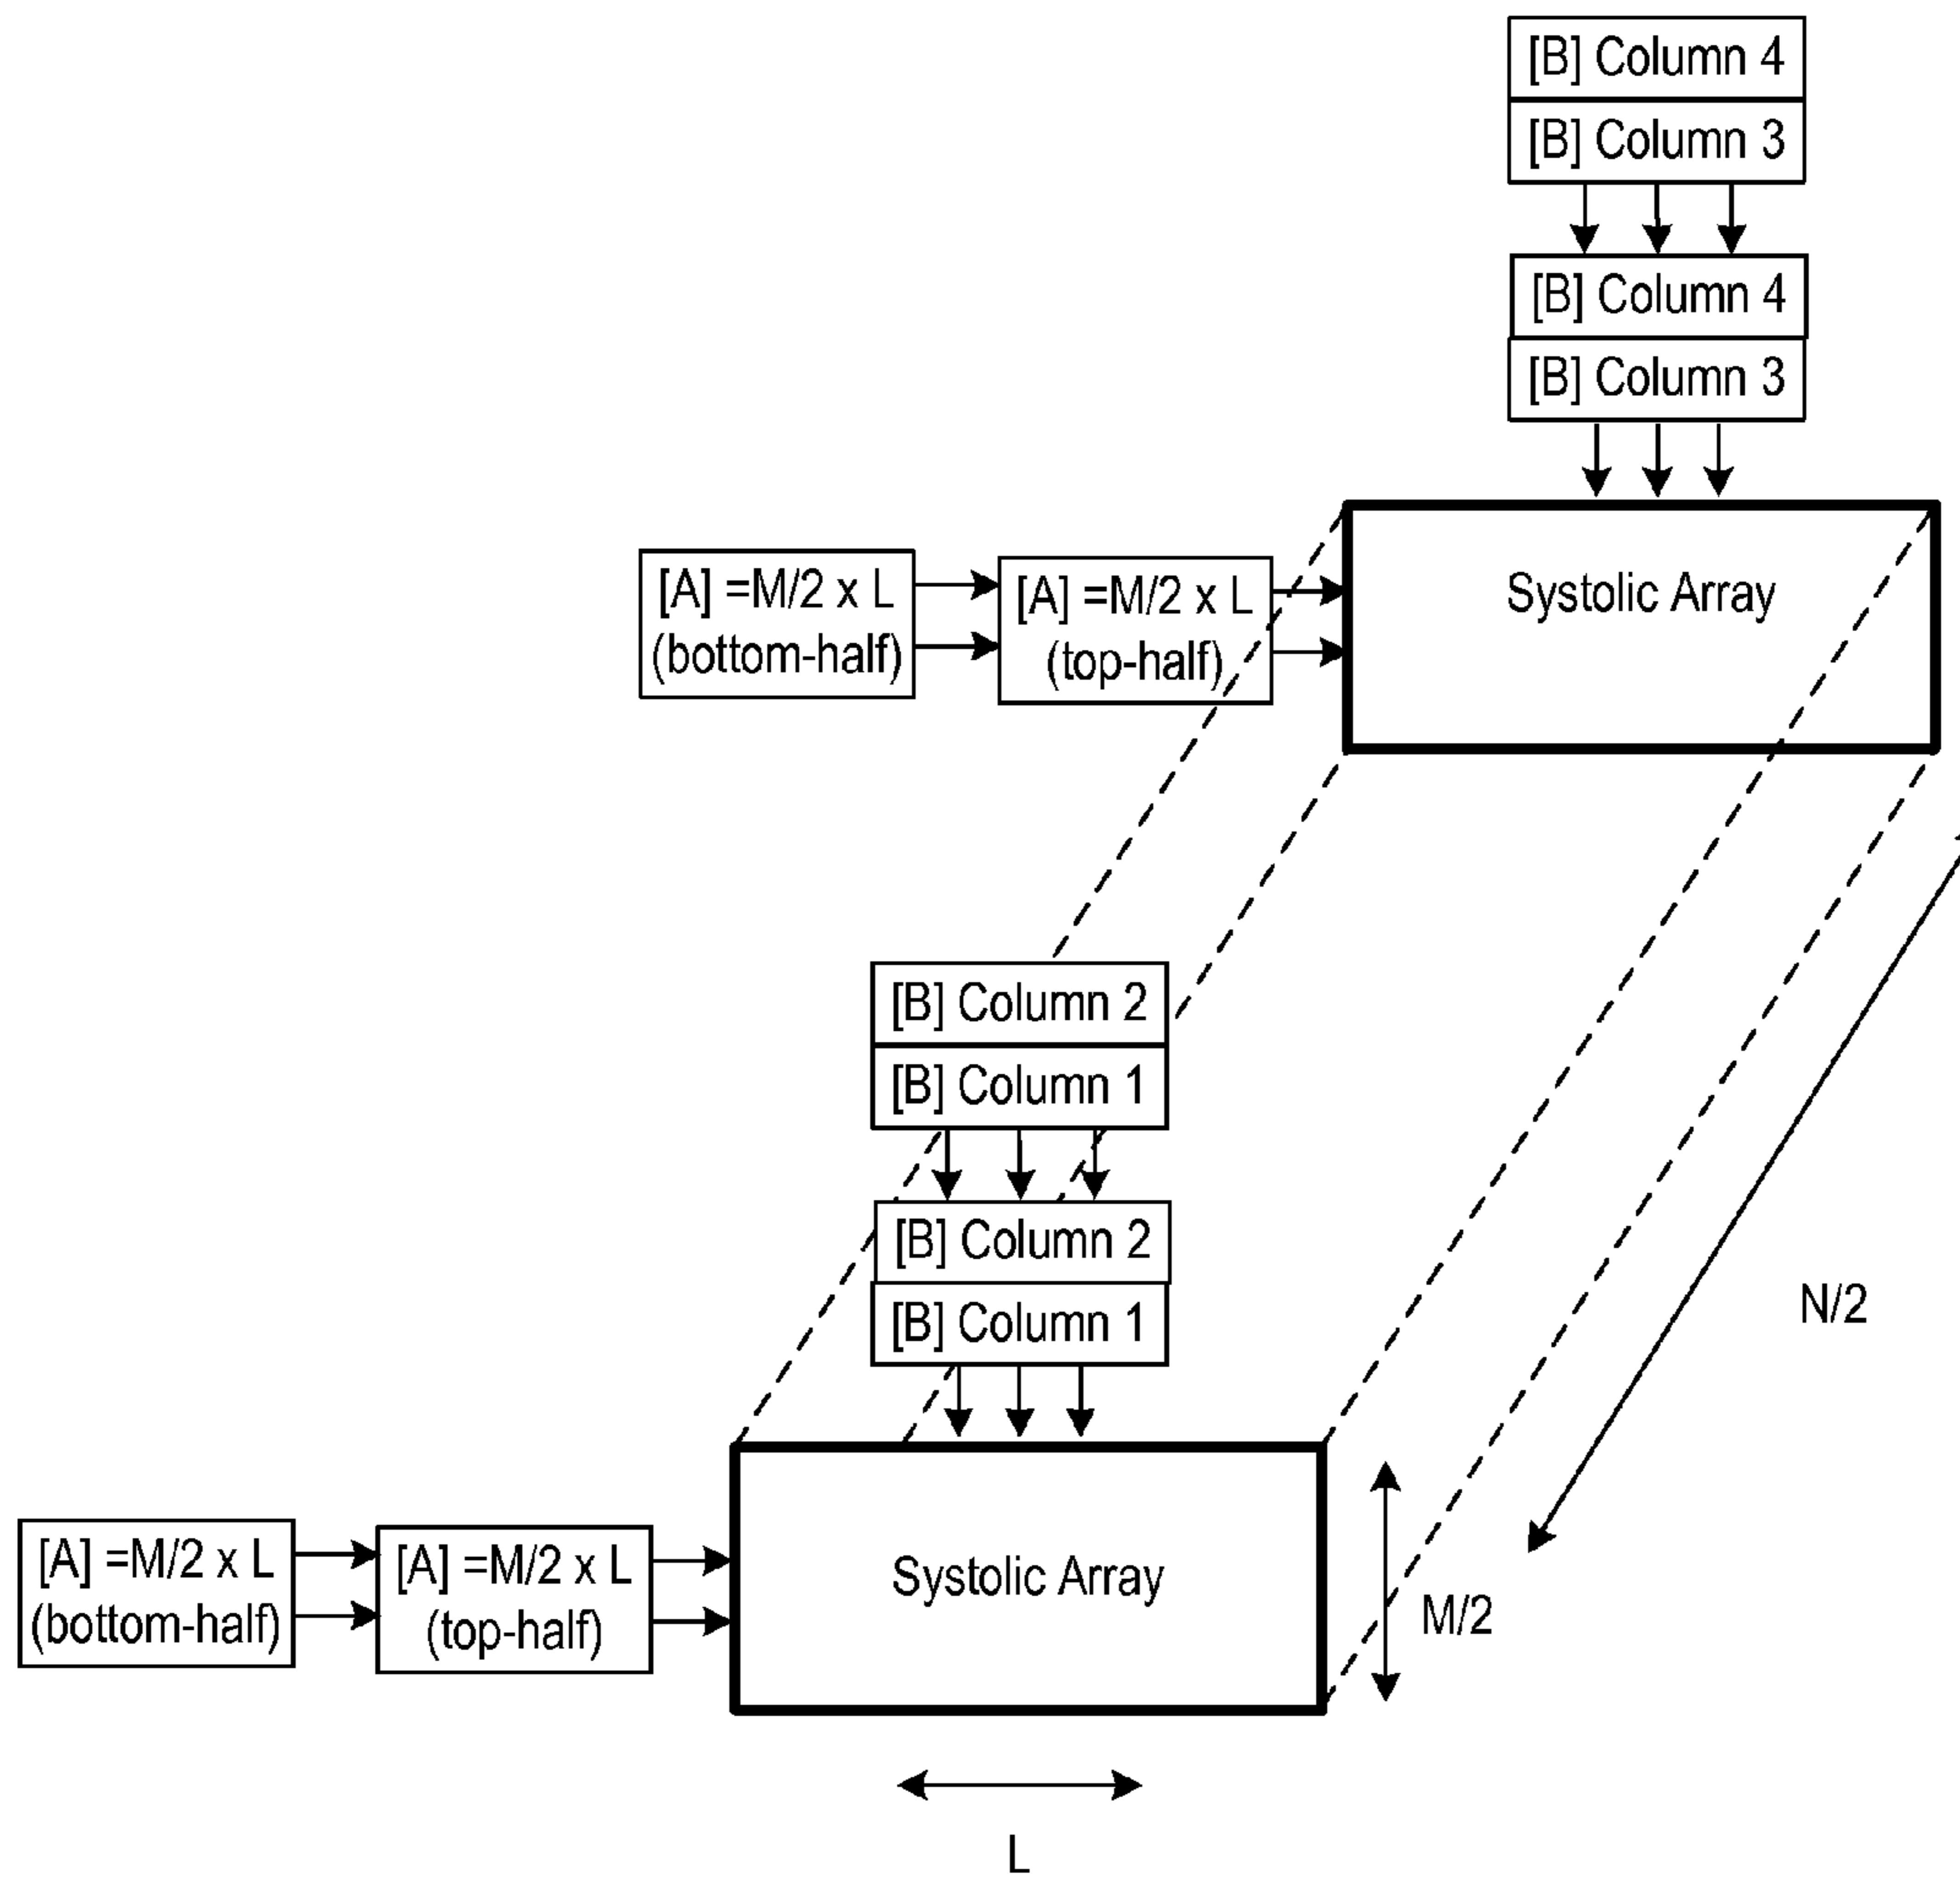 [B] Column 4
[B] Column 3
[B] Column 4
[B] Column 3
[A] =M/2 x L
(bottom-half)
[A] =M/2 x L
(top-half)
Systolic Array
[B] Column 2
[B] Column 1
[B] Column 2
[B] Column 1
N/2
[A] =M/2 x L
(bottom-half)
[A] =M/2 x L
(top-half)
Systolic Array
M/2
L